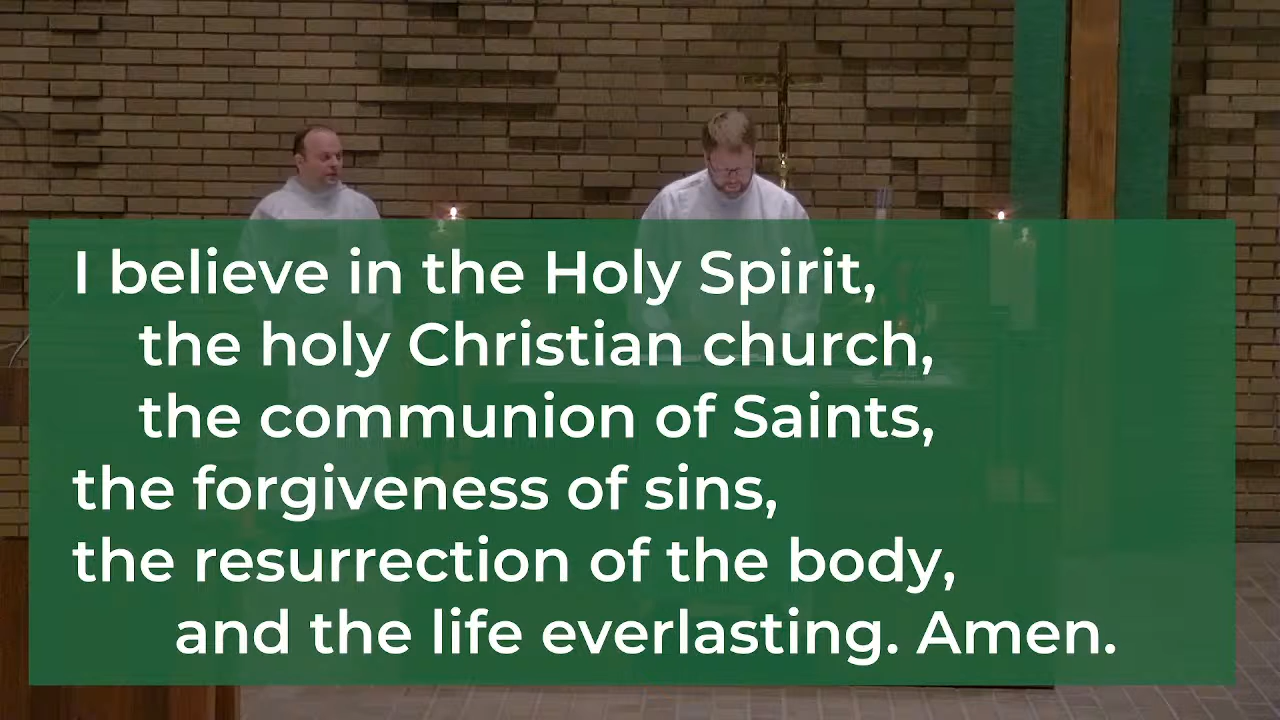 I believe in the Holy Spirit,
the holy Christian church,
the communion of Saints,
the forgiveness of sins,
the resurrection of the body,
and the life everlasting. Amen.